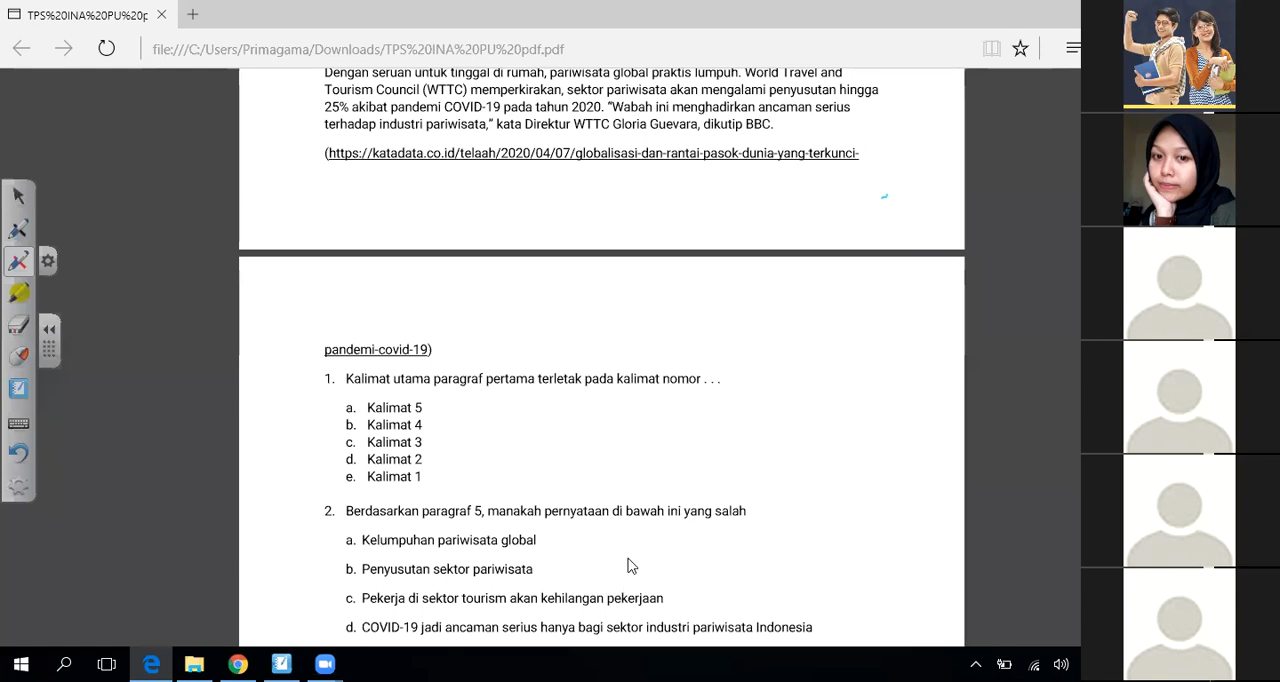 TPS%20INA%20PU%20p
file:///C:/Users/Primagama/Downloads/TPS%20INA%20PU%20pdf.pdf
Dengan seruan untuk tinggal di rumah, pariwisata global praktis lumpuh. World Travel and
Tourism Council (WTTC) memperkirakan, sektor pariwisata akan mengalami penyusutan hingga
25% akibat pandemi COVID-19 pada tahun 2020. “Wabah ini menghadirkan ancaman serius
terhadap industri pariwisata,” kata Direktur WTTC Gloria Guevara, dikutip BBC.
(https://katadata.co.id/telaah/2020/04/07/globalisasi-dan-rantai-pasok-dunia-yang-terkunci-
pandemi-covid-19)
1. Kalimat utama paragraf pertama terletak pada kalimat nomor . . .
a. Kalimat 5
b. Kalimat 4
c. Kalimat 3
d. Kalimat 2
e. Kalimat 1
2. Berdasarkan paragraf 5, manakah pernyataan di bawah ini yang salah
a. Kelumpuhan pariwisata global
b. Penyusutan sektor pariwisata
c. Pekerja di sektor tourism akan kehilangan pekerjaan
d. COVID-19 jadi ancaman serius hanya bagi sektor industri pariwisata Indonesia